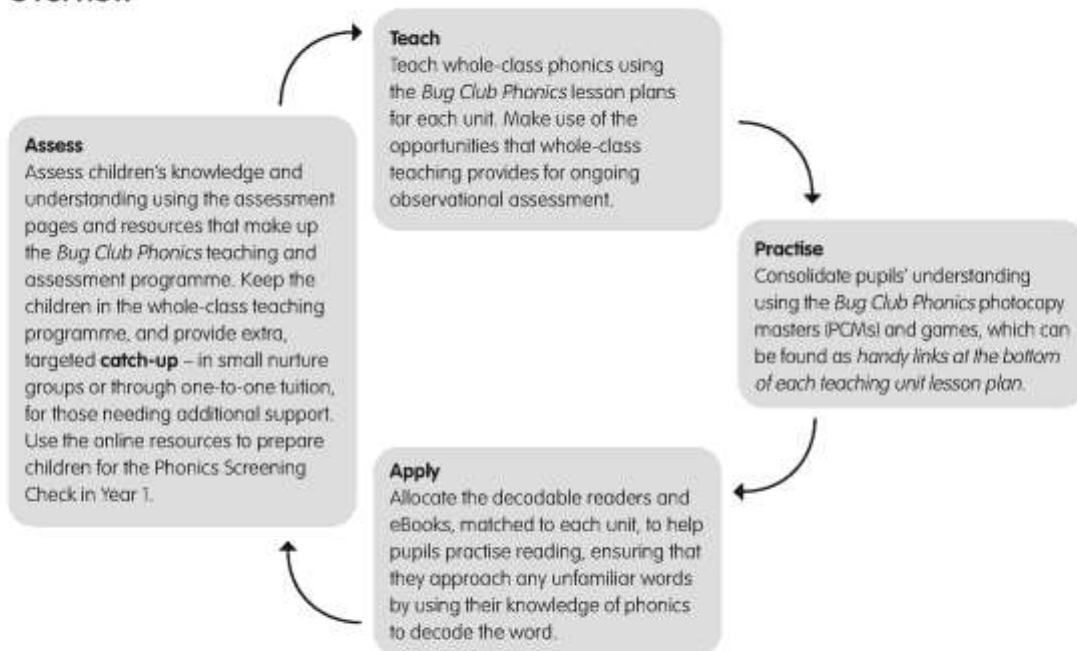 Teach
Teach whole-class phonics using
the Bug Club Phonics lesson plans
for each unit. Make use of the
opportunities that whole-class
teaching provides for ongoing
observational assessment.
Practise
Consolidate pupils' understanding
using the Bug Club Phonics photocopy
masters (PCMs) and games, which can
be found as handy links at the bottom
of each teaching unit lesson plan.
Apply
Allocate the decodable readers and
eBooks, matched to each unit, to help
pupils practise reading, ensuring that
they approach any unfamiliar words
by using their knowledge of phonics
to decode the word.
Assess
Assess children's knowledge and
understanding using the assessment
pages and resources that make up
the Bug Club Phonics teaching and
assessment programme. Keep the
children in the whole-class teaching
programme, and provide extra,
targeted catch-up – in small nurture
groups or through one-to-one tuition,
for those needing additional support.
Use the online resources to prepare
children for the Phonics Screening
Check in Year 1.